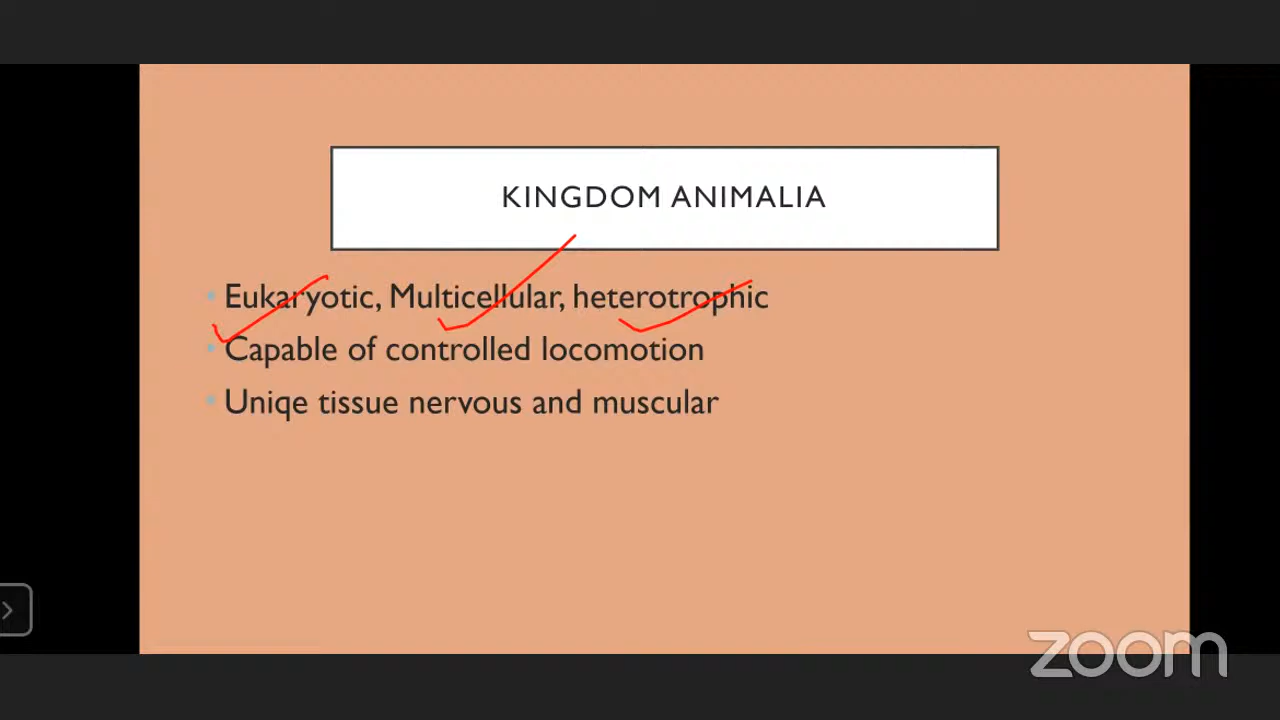 KINGDOM ANIMALIA
• Eukaryotic, Multicellular, heterotrophic
• Capable of controlled locomotion
• Uniqe tissue nervous and muscular
zoom